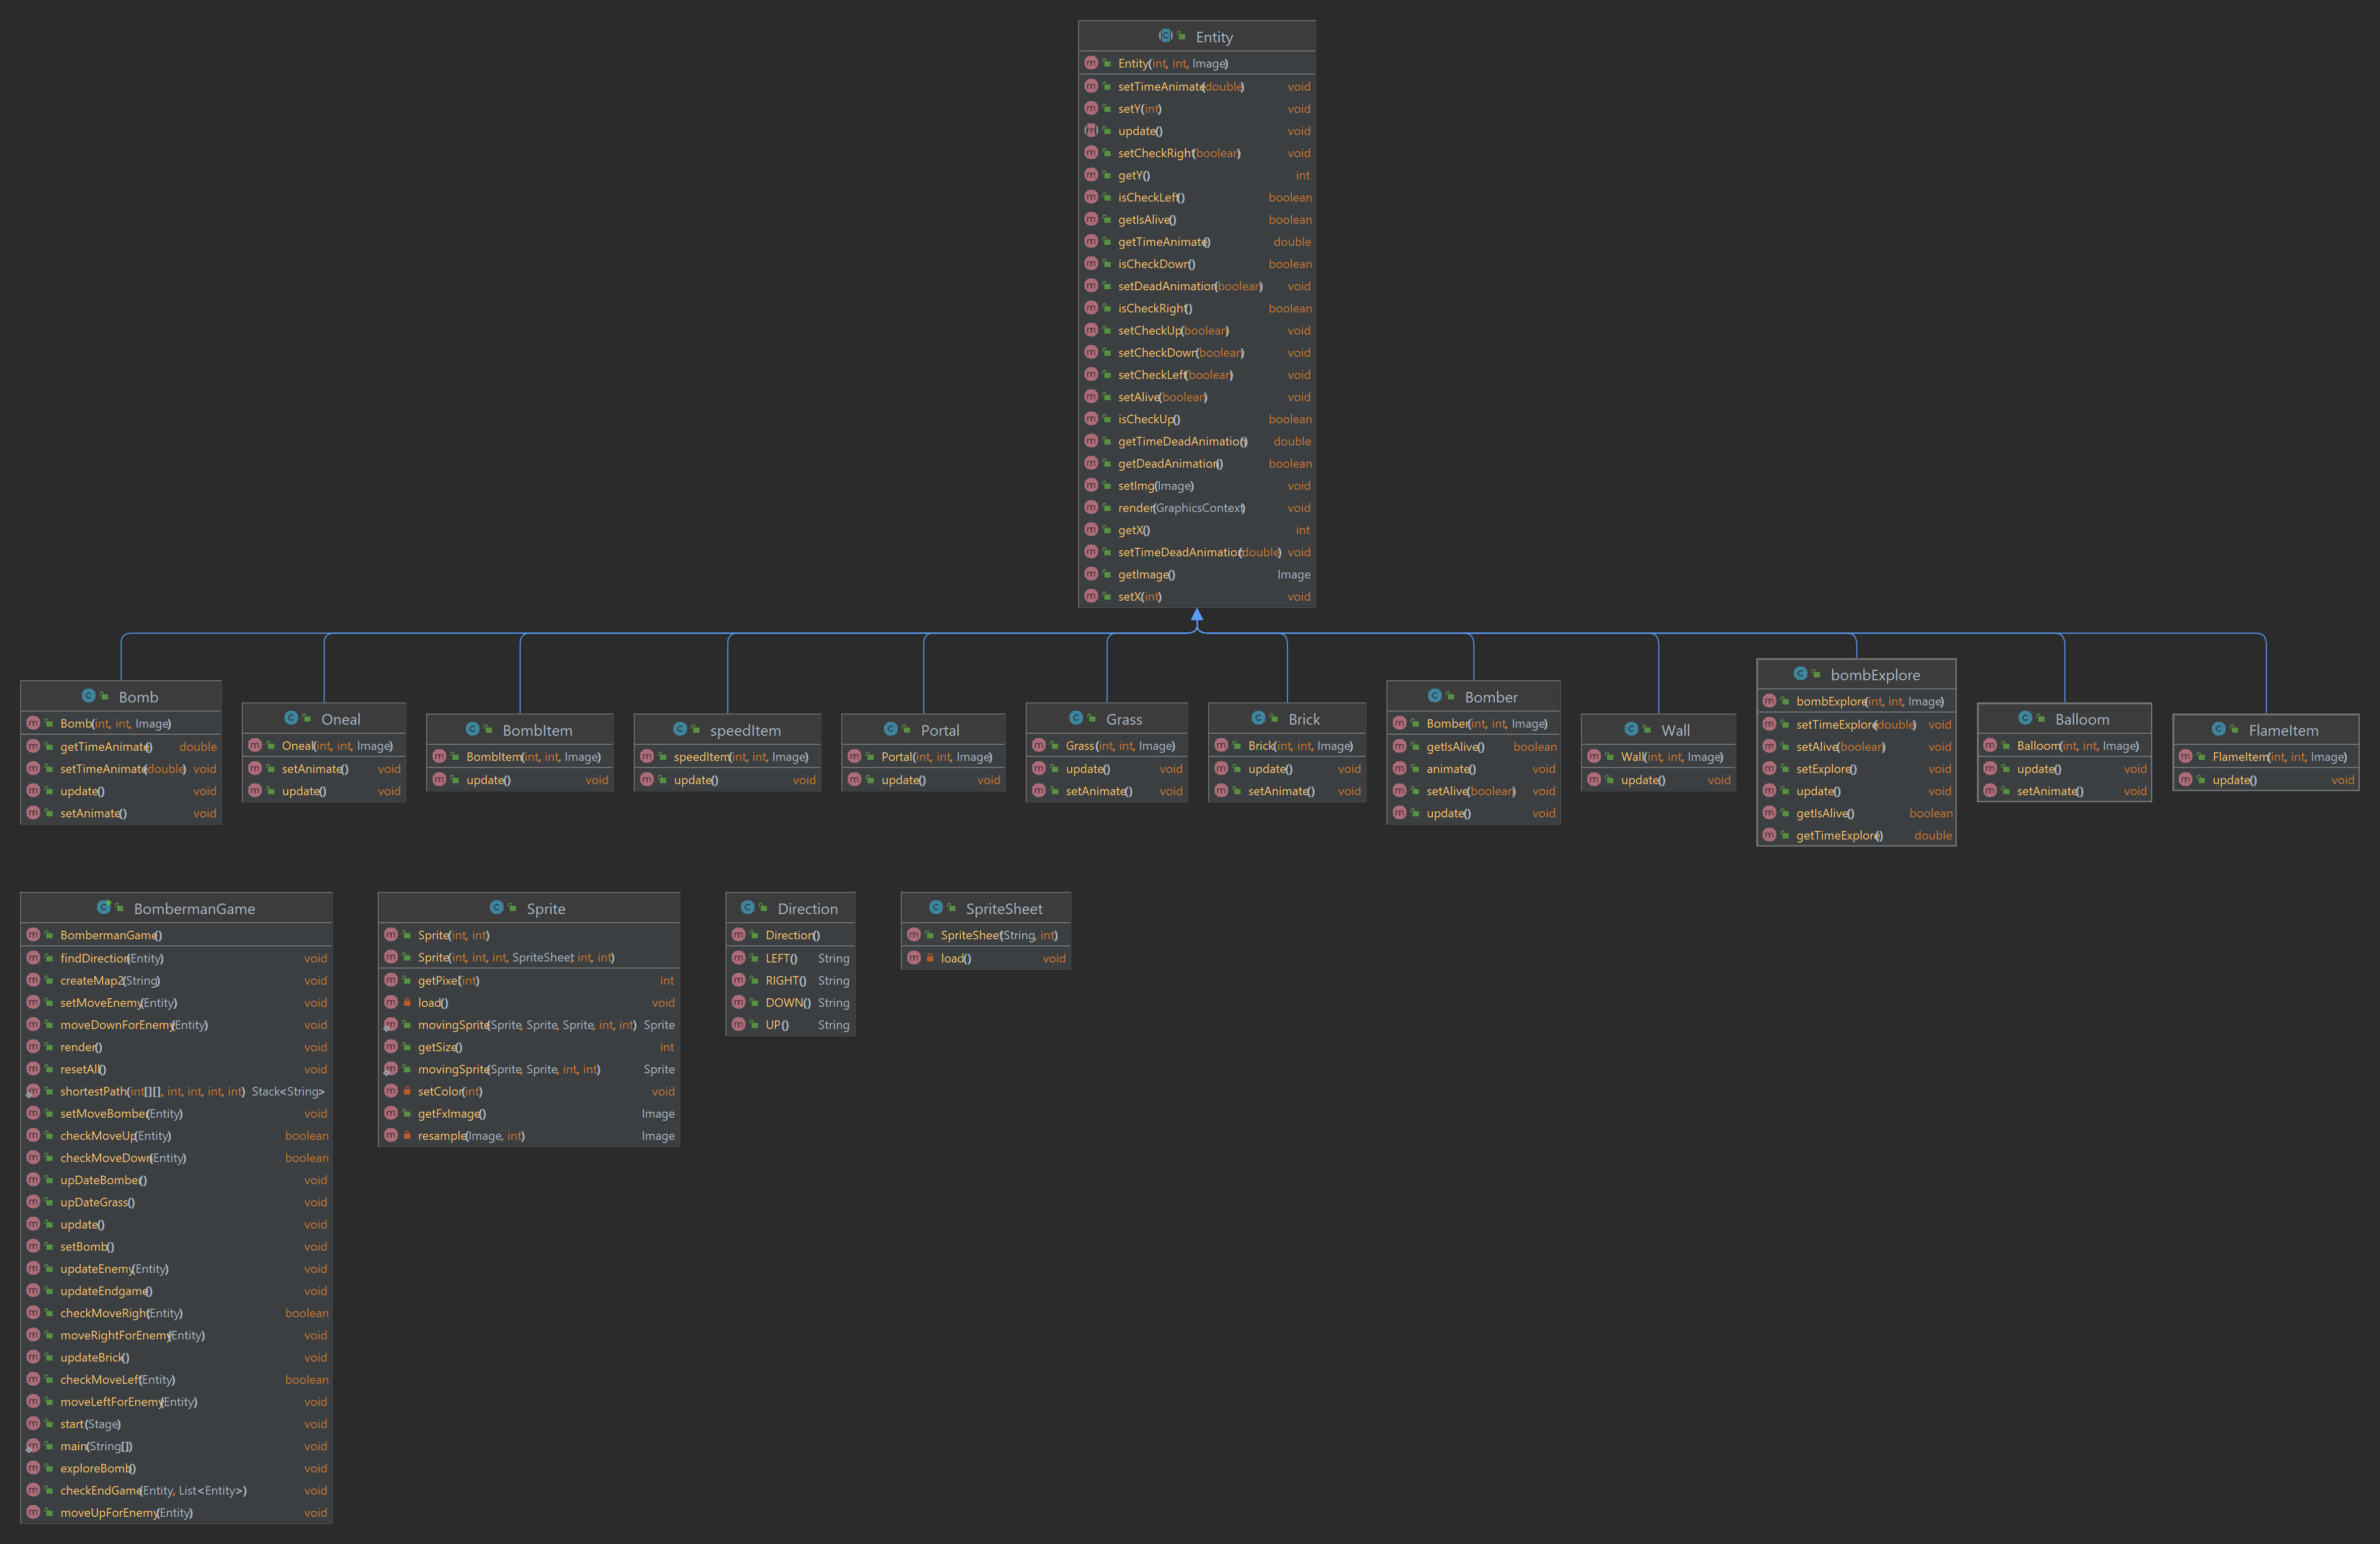 Entity
Entity(int, int, Image)
setTimeAnimate(double) void
setY(int) void
update() void
setCheckRight(boolean) void
getY() int
isCheckLeft() boolean
getIsAlive() boolean
getTimeAnimate() double
isCheckDown() boolean
setDeadAnimation(boolean) void
isCheckRight() boolean
setCheckUp(boolean) void
setCheckDown(boolean) void
setCheckLeft(boolean) void
setAlive(boolean) void
isCheckUp() boolean
getTimeDeadAnimation() double
getDeadAnimation() boolean
setImg(Image) void
render(GraphicsContext) void
getX() int
setTimeDeadAnimation(double) void
getImage() Image
setX(int) void
Bomb
Bomb(int, int, Image)
getTimeAnimate() double
setTimeAnimate(double) void
update() void
setAnimate() void
Oneal
Oneal(int, int, Image)
setAnimate() void
update() void
BombItem
BombItem(int, int, Image)
update() void
speedItem
speedItem(int, int, Image)
update() void
Portal
Portal(int, int, Image)
update() void
Grass
Grass(int, int, Image)
update() void
setAnimate() void
Brick
Brick(int, int, Image)
update() void
setAnimate() void
Bomber
Bomber(int, int, Image)
getIsAlive() boolean
animate() void
setAlive(boolean) void
update() void
Wall
Wall(int, int, Image)
update() void
bombExplore
bombExplore(int, int, Image)
setTimeExplore(double) void
setAlive(boolean) void
setExplore() void
update() void
getIsAlive() boolean
getTimeExplore() double
Balloom
Balloom(int, int, Image)
update() void
setAnimate() void
FlameItem
FlameItem(int, int, Image)
update() void
BombermanGame
BombermanGame()
findDirection(Entity) void
createMap2(String) void
setMoveEnemy(Entity) void
moveDownForEnemy(Entity) void
render() void
resetAll() void
shortestPath(int[][], int, int, int, int) Stack<String>
setMoveBomber(Entity) void
checkMoveUp(Entity) boolean
checkMoveDown(Entity) boolean
upDateBomber() void
upDateGrass() void
update() void
setBomb() void
updateEnemy(Entity) void
updateEndgame() void
checkMoveRight(Entity) boolean
moveRightForEnemy(Entity) void
updateBrick() void
checkMoveLeft(Entity) boolean
moveLeftForEnemy(Entity) void
start(Stage) void
main(String[]) void
exploreBomb() void
checkEndGame(Entity, List<Entity>) void
moveUpForEnemy(Entity) void
Sprite
Sprite(int, int)
Sprite(int, int, int, SpriteSheet, int, int)
getPixel(int) int
load() void
movingSprite(Sprite, Sprite, Sprite, int, int) Sprite
getSize() int
movingSprite(Sprite, Sprite, int, int) Sprite
setColor(int) void
getFxImage() Image
resample(Image, int) Image
Direction
Direction()
LEFT() String
RIGHT() String
DOWN() String
UP() String
SpriteSheet
SpriteSheet(String, int)
load() void